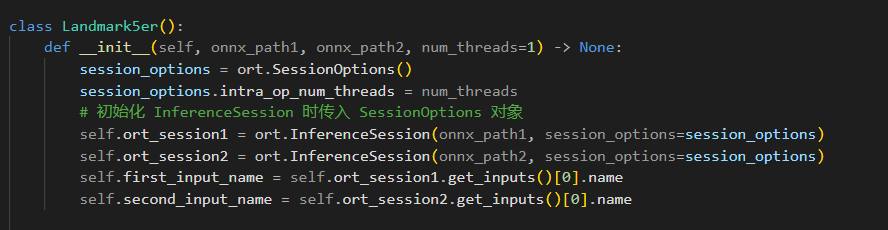 class Landmark5er():
    def __init__(self, onnx_path1, onnx_path2, num_threads=1) -> None:
        session_options = ort.SessionOptions()
        session_options.intra_op_num_threads = num_threads
        # 初始化 InferenceSession 时传入 SessionOptions 对象
        self.ort_session1 = ort.InferenceSession(onnx_path1, session_options=session_options)
        self.ort_session2 = ort.InferenceSession(onnx_path2, session_options=session_options)
        self.first_input_name = self.ort_session1.get_inputs()[0].name
        self.second_input_name = self.ort_session2.get_inputs()[0].name